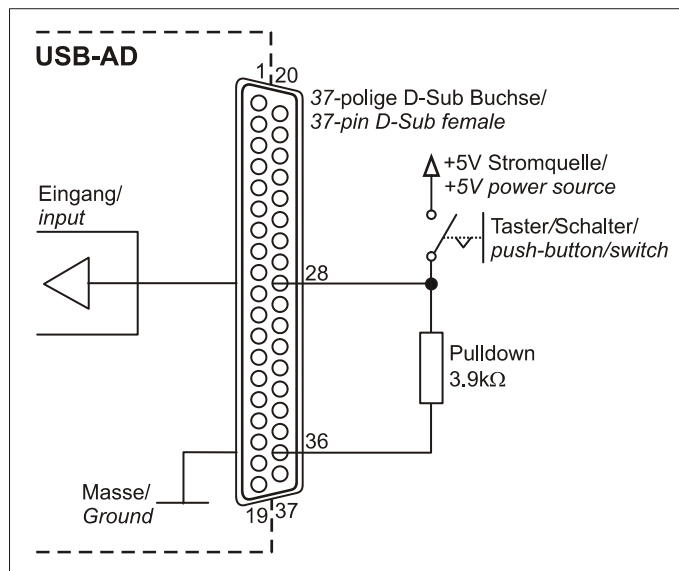 USB-AD
1 20
37-polige D-Sub Buchse/
37-pin D-Sub female
+5V Stromquelle/
+5V power source
Eingang/
input
Taster/Schalter/
push-button/switch
28
Pulldown
3.9kΩ
36
Masse/
Ground
19 37